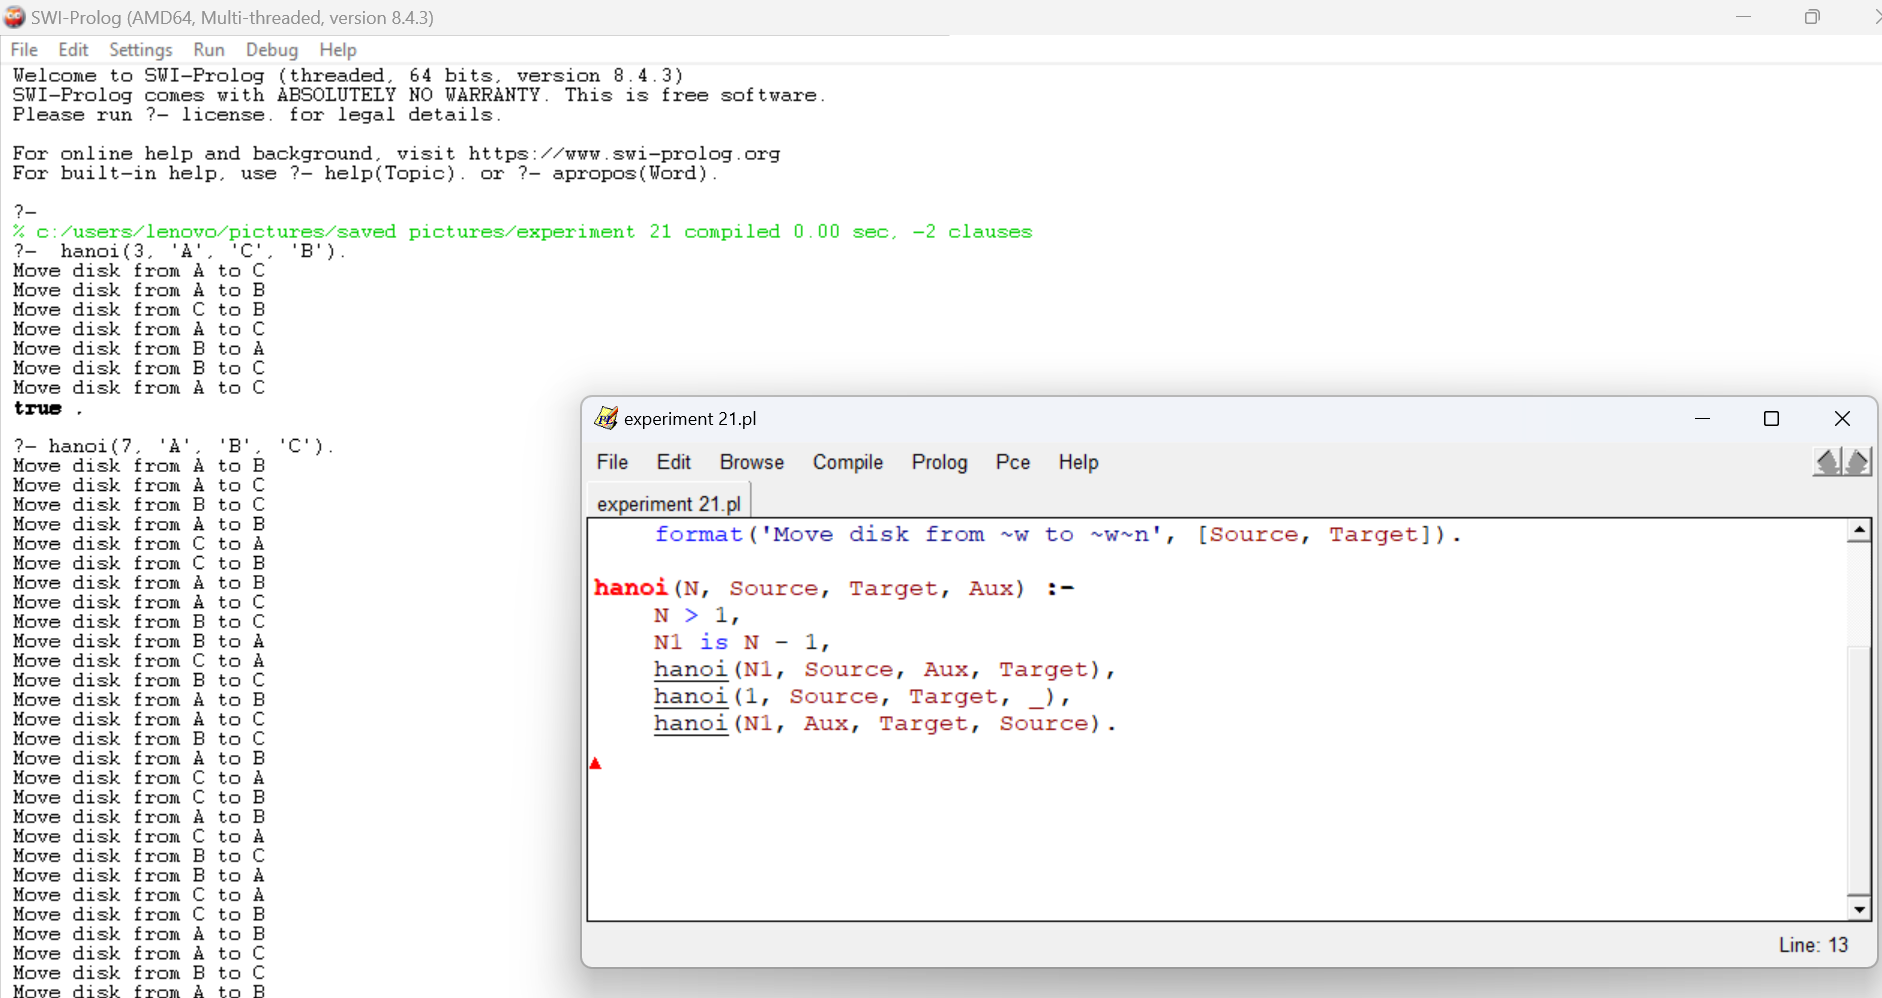 SWI-Prolog (AMD64, Multi-threaded, version 8.4.3)
File Edit Settings Run Debug Help
Welcome to SWI-Prolog (threaded, 64 bits, version 8.4.3)
SWI-Prolog comes with ABSOLUTELY NO WARRANTY. This is free software.
Please run ?- license. for legal details.
For online help and background, visit https://www.swi-prolog.org
For built-in help, use ?- help(Topic). or ?- apropos(Word).
?-
% c:/users/lenovo/pictures/saved pictures/experiment 21 compiled 0.00 sec, -2 clauses
?-  hanoi(3, 'A', 'C', 'B').
Move disk from A to C
Move disk from A to B
Move disk from C to B
Move disk from A to C
Move disk from B to A
Move disk from B to C
Move disk from A to C
true .
?- hanoi(7, 'A', 'B', 'C').
Move disk from A to B
Move disk from A to C
Move disk from B to C
Move disk from A to B
Move disk from C to A
Move disk from C to B
Move disk from A to B
Move disk from A to C
Move disk from B to C
Move disk from B to A
Move disk from C to A
Move disk from B to C
Move disk from A to B
Move disk from A to C
Move disk from B to C
Move disk from A to B
Move disk from C to A
Move disk from C to B
Move disk from A to B
Move disk from C to A
Move disk from B to C
Move disk from B to A
Move disk from C to A
Move disk from C to B
Move disk from A to B
Move disk from A to C
Move disk from B to C
Move disk from A to B
experiment 21.pl
File Edit Browse Compile Prolog Pce Help
experiment 21.pl
format('Move disk from ~w to ~w~n', [Source, Target]).
hanoi(N, Source, Target, Aux) :-
N > 1,
N1 is N - 1,
hanoi(N1, Source, Aux, Target),
hanoi(1, Source, Target, _),
hanoi(N1, Aux, Target, Source).
Line: 13